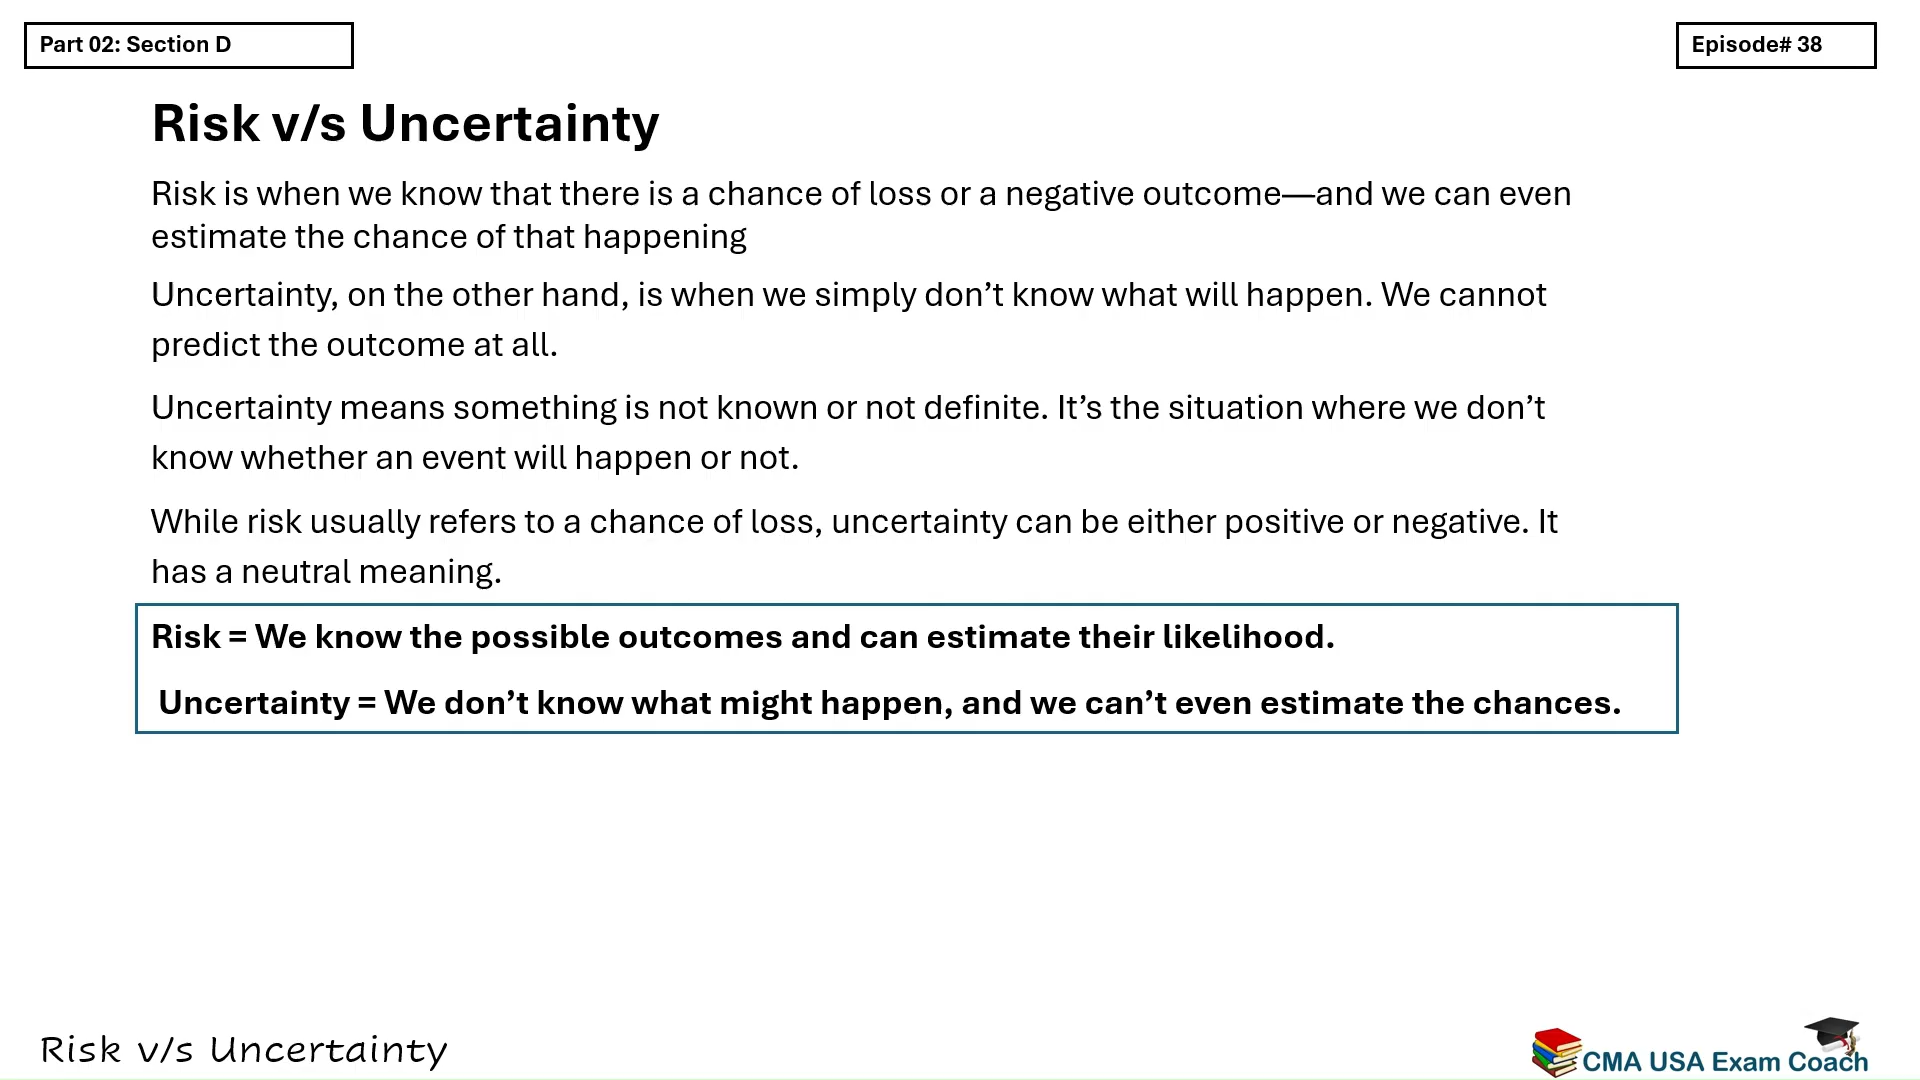 Part 02: Section D
Episode# 38
Risk v/s Uncertainty
Risk is when we know that there is a chance of loss or a negative outcome—and we can even
estimate the chance of that happening
Uncertainty, on the other hand, is when we simply don’t know what will happen. We cannot
predict the outcome at all.
Uncertainty means something is not known or not definite. It’s the situation where we don’t
know whether an event will happen or not.
While risk usually refers to a chance of loss, uncertainty can be either positive or negative. It
has a neutral meaning.
Risk = We know the possible outcomes and can estimate their likelihood.
Uncertainty = We don’t know what might happen, and we can’t even estimate the chances.
Risk v/s Uncertainty
CMA USA Exam Coach